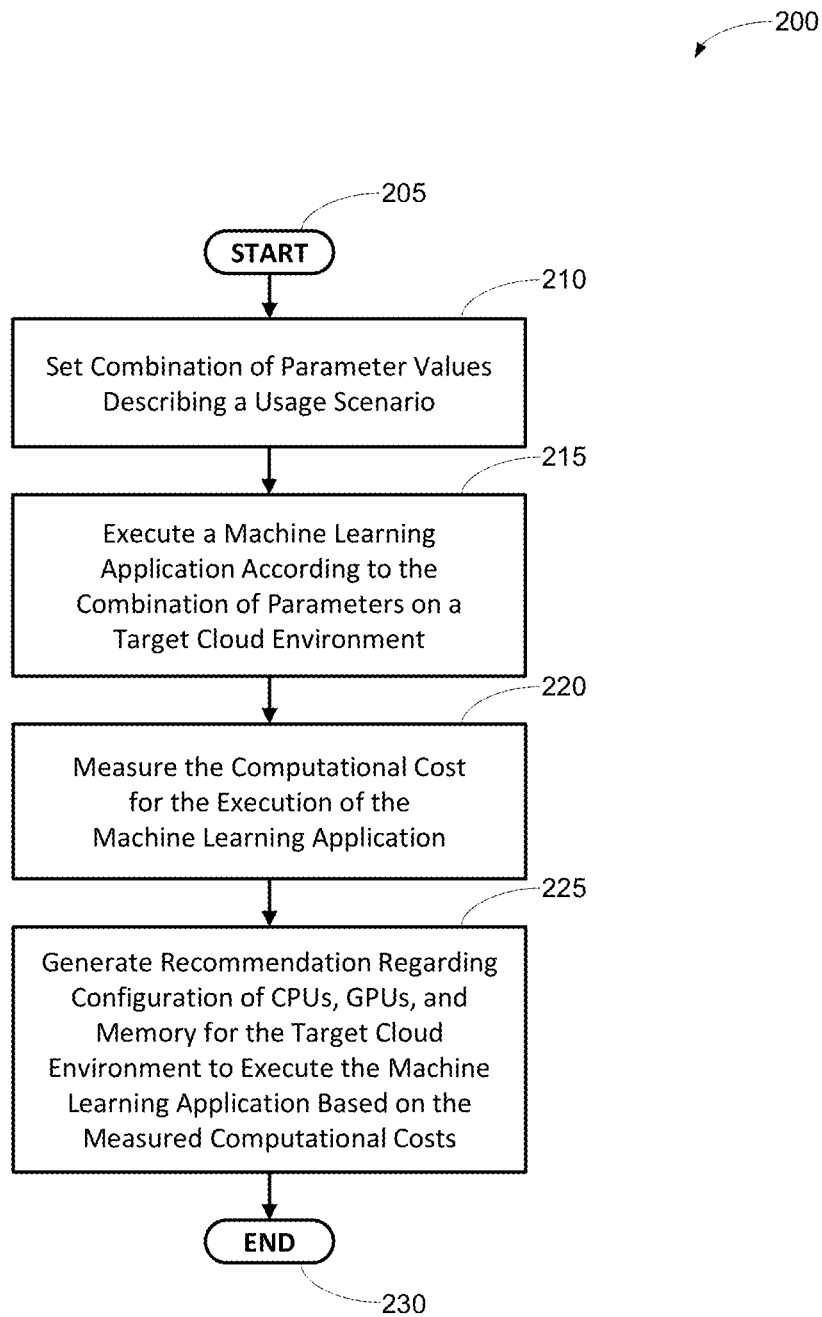 200
205
START
210
Set Combination of Parameter Values
Describing a Usage Scenario
215
Execute a Machine Learning
Application According to the
Combination of Parameters on a
Target Cloud Environment
220
Measure the Computational Cost
for the Execution of the
Machine Learning Application
225
Generate Recommendation Regarding
Configuration of CPUs, GPUs, and
Memory for the Target Cloud
Environment to Execute the Machine
Learning Application Based on the
Measured Computational Costs
END
230